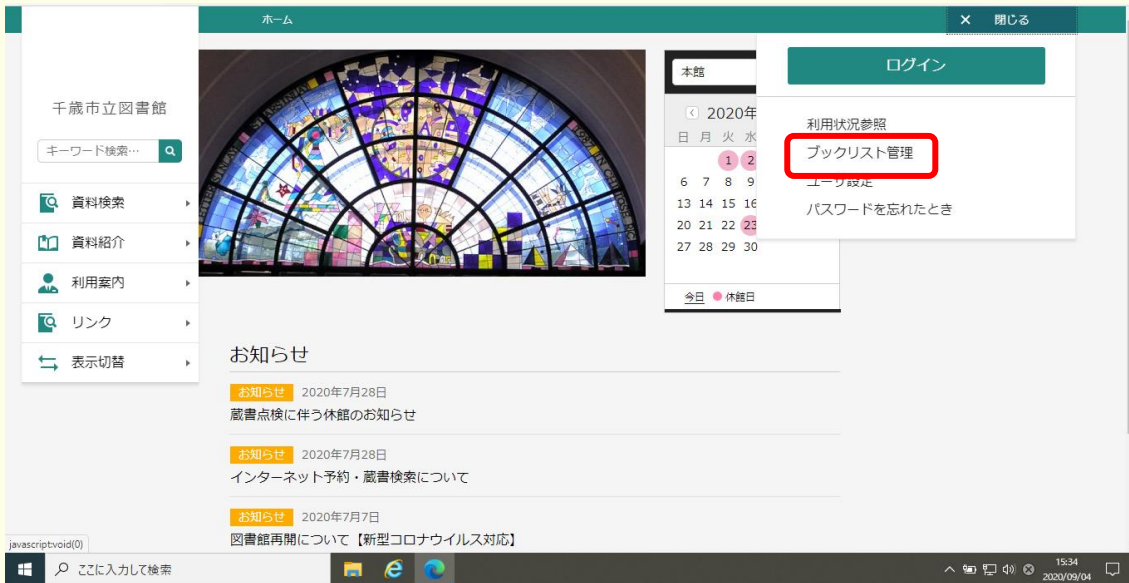 ホーム
× 閉じる
千歳市立図書館
キーワード検索…
資料検索
資料紹介
利用案内
リンク
表示切替
本館
2020年
日 月 火 水
1 2
6 7 8 9
13 14 15 16
20 21 22 23
27 28 29 30
今日 ● 休館日
ログイン
利用状況参照
ブックリスト管理
ユーザ設定
パスワードを忘れたとき
お知らせ
お知らせ 2020年7月28日
蔵書点検に伴う休館のお知らせ
お知らせ 2020年7月28日
インターネット予約・蔵書検索について
お知らせ 2020年7月7日
図書館再開について【新型コロナウイルス対応】
javascript:void(0)
ここに入力して検索
15:34
2020/09/04